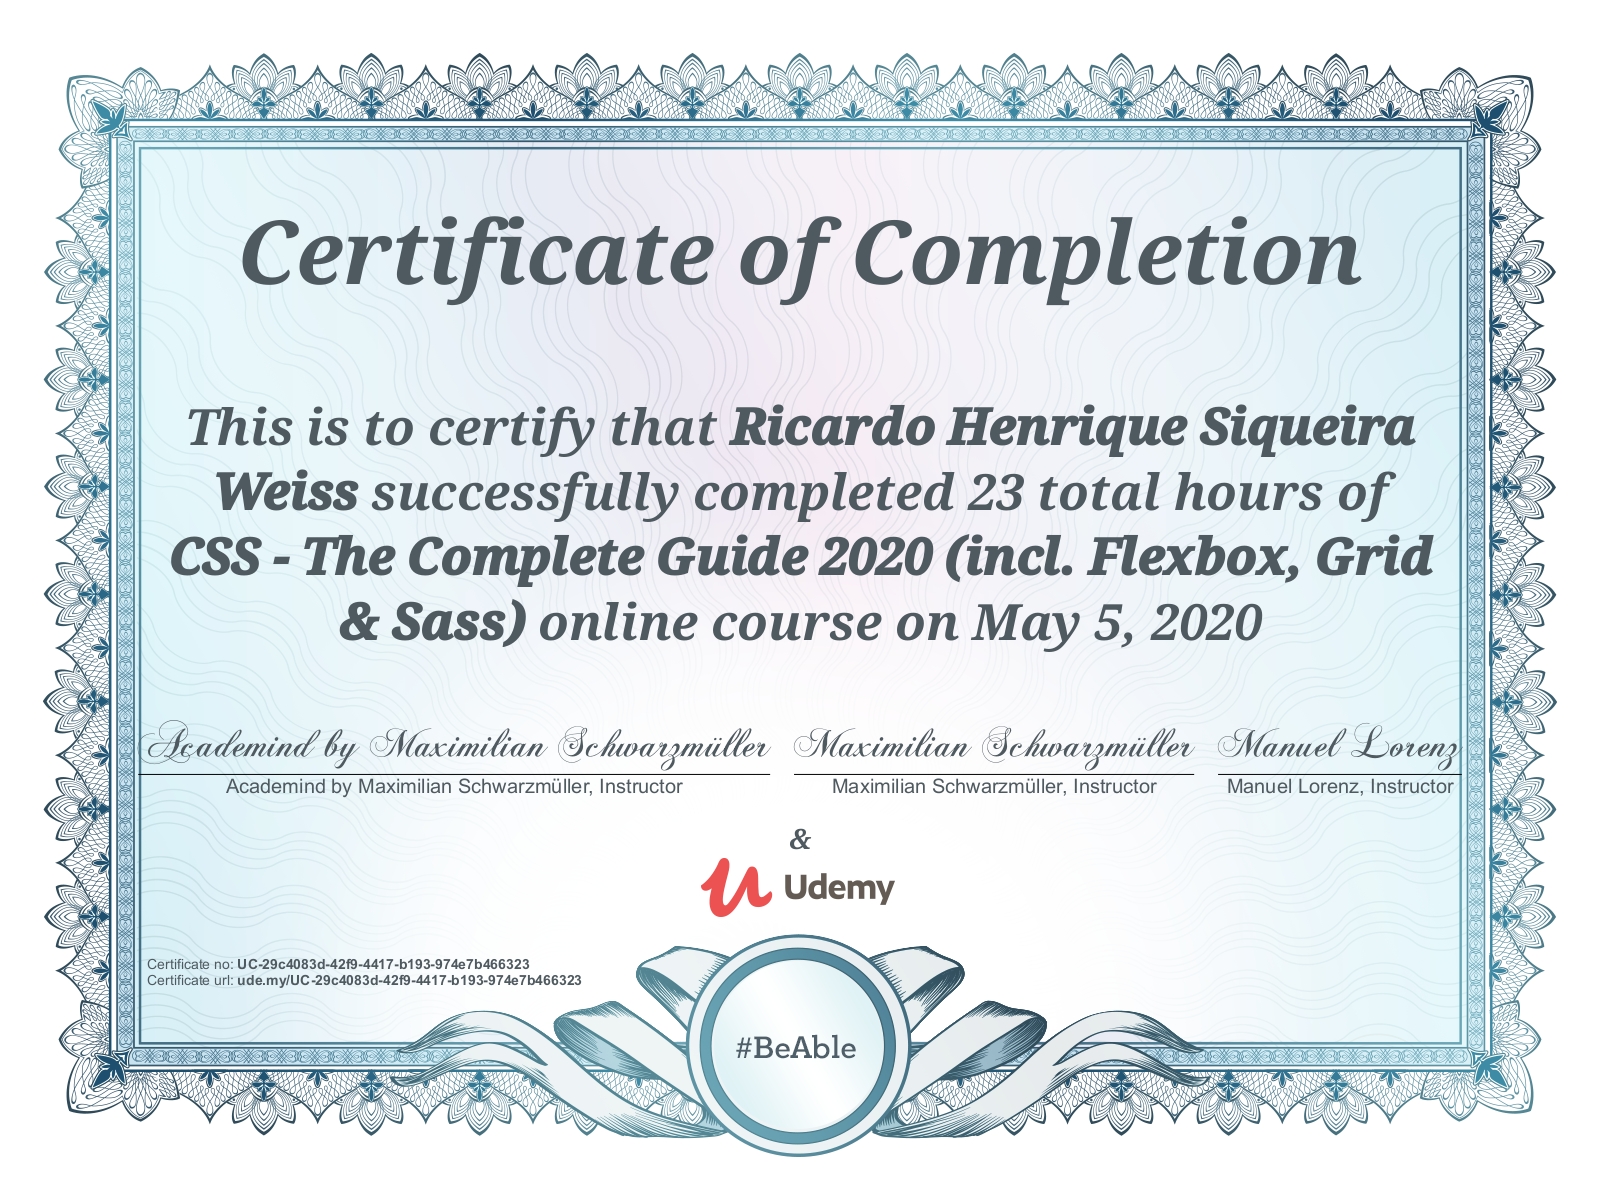 Certificate of Completion
This is to certify that Ricardo Henrique Siqueira
Weiss successfully completed 23 total hours of
CSS - The Complete Guide 2020 (incl. Flexbox, Grid
& Sass) online course on May 5, 2020
Academind by Maximilian Schwarzmüller Maximilian Schwarzmüller Manuel Lorenz
Academind by Maximilian Schwarzmüller, Instructor Maximilian Schwarzmüller, Instructor Manuel Lorenz, Instructor
&
Udemy
Certificate no: UC-29c4083d-42f9-4417-b193-974e7b466323
Certificate url: ude.my/UC-29c4083d-42f9-4417-b193-974e7b466323
#BeAble